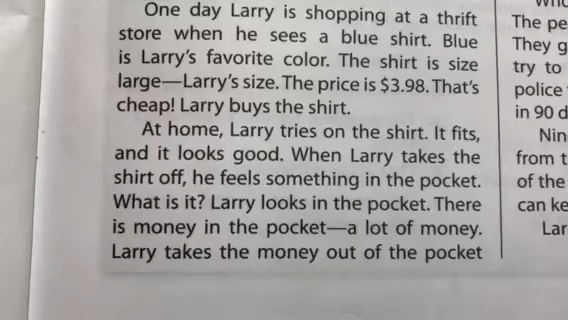 One day Larry is shopping at a thrift
store when he sees a blue shirt. Blue
is Larry's favorite color. The shirt is size
large—Larry's size. The price is $3.98. That's
cheap! Larry buys the shirt.
At home, Larry tries on the shirt. It fits,
and it looks good. When Larry takes the
shirt off, he feels something in the pocket.
What is it? Larry looks in the pocket. There
is money in the pocket—a lot of money.
Larry takes the money out of the pocket
The pe
They g
try to
police
in 90 d
Nin
from t
of the
can ke
Lar